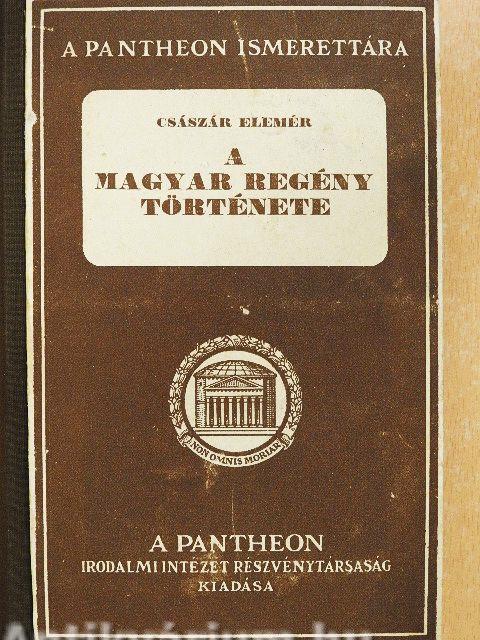 A PANTHEON ISMERETTÁRA
CSÁSZÁR ELEMÉR
A
MAGYAR REGÉNY
TÖRTÉNETE
NON OMNIS MORIAR
A PANTHEON
IRODALMI INTÉZET RÉSZVÉNYTÁRSASÁG
KIADÁSA